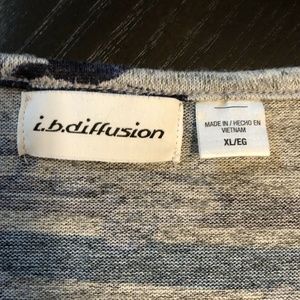 i.b.diffusion
MADE IN / HECHO EN
VIETNAM
XL/EG